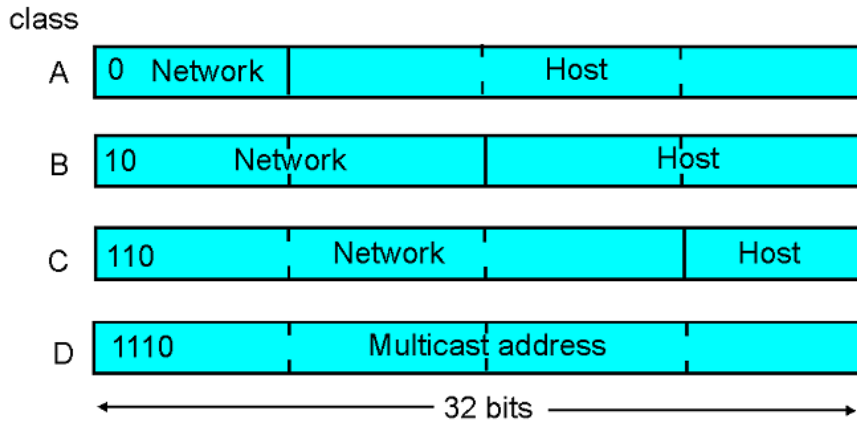 class
A 0 Network Host
B 10 Network Host
C 110 Network Host
D 1110 Multicast address
32 bits